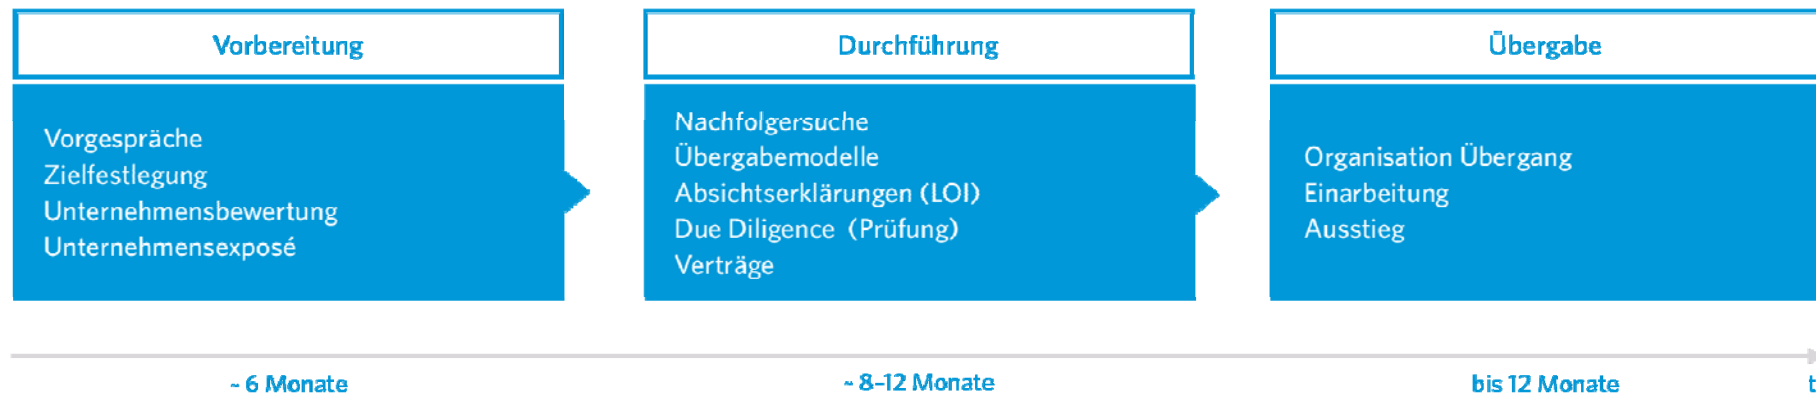 Vorbereitung
Vorgespräche
Zielfestlegung
Unternehmensbewertung
Unternehmensexposé
Durchführung
Nachfolgersuche
Übergabemodelle
Absichtserklärungen (LOI)
Due Diligence (Prüfung)
Verträge
Übergabe
Organisation Übergang
Einarbeitung
Ausstieg
~ 6 Monate
~ 8-12 Monate
bis 12 Monate
t